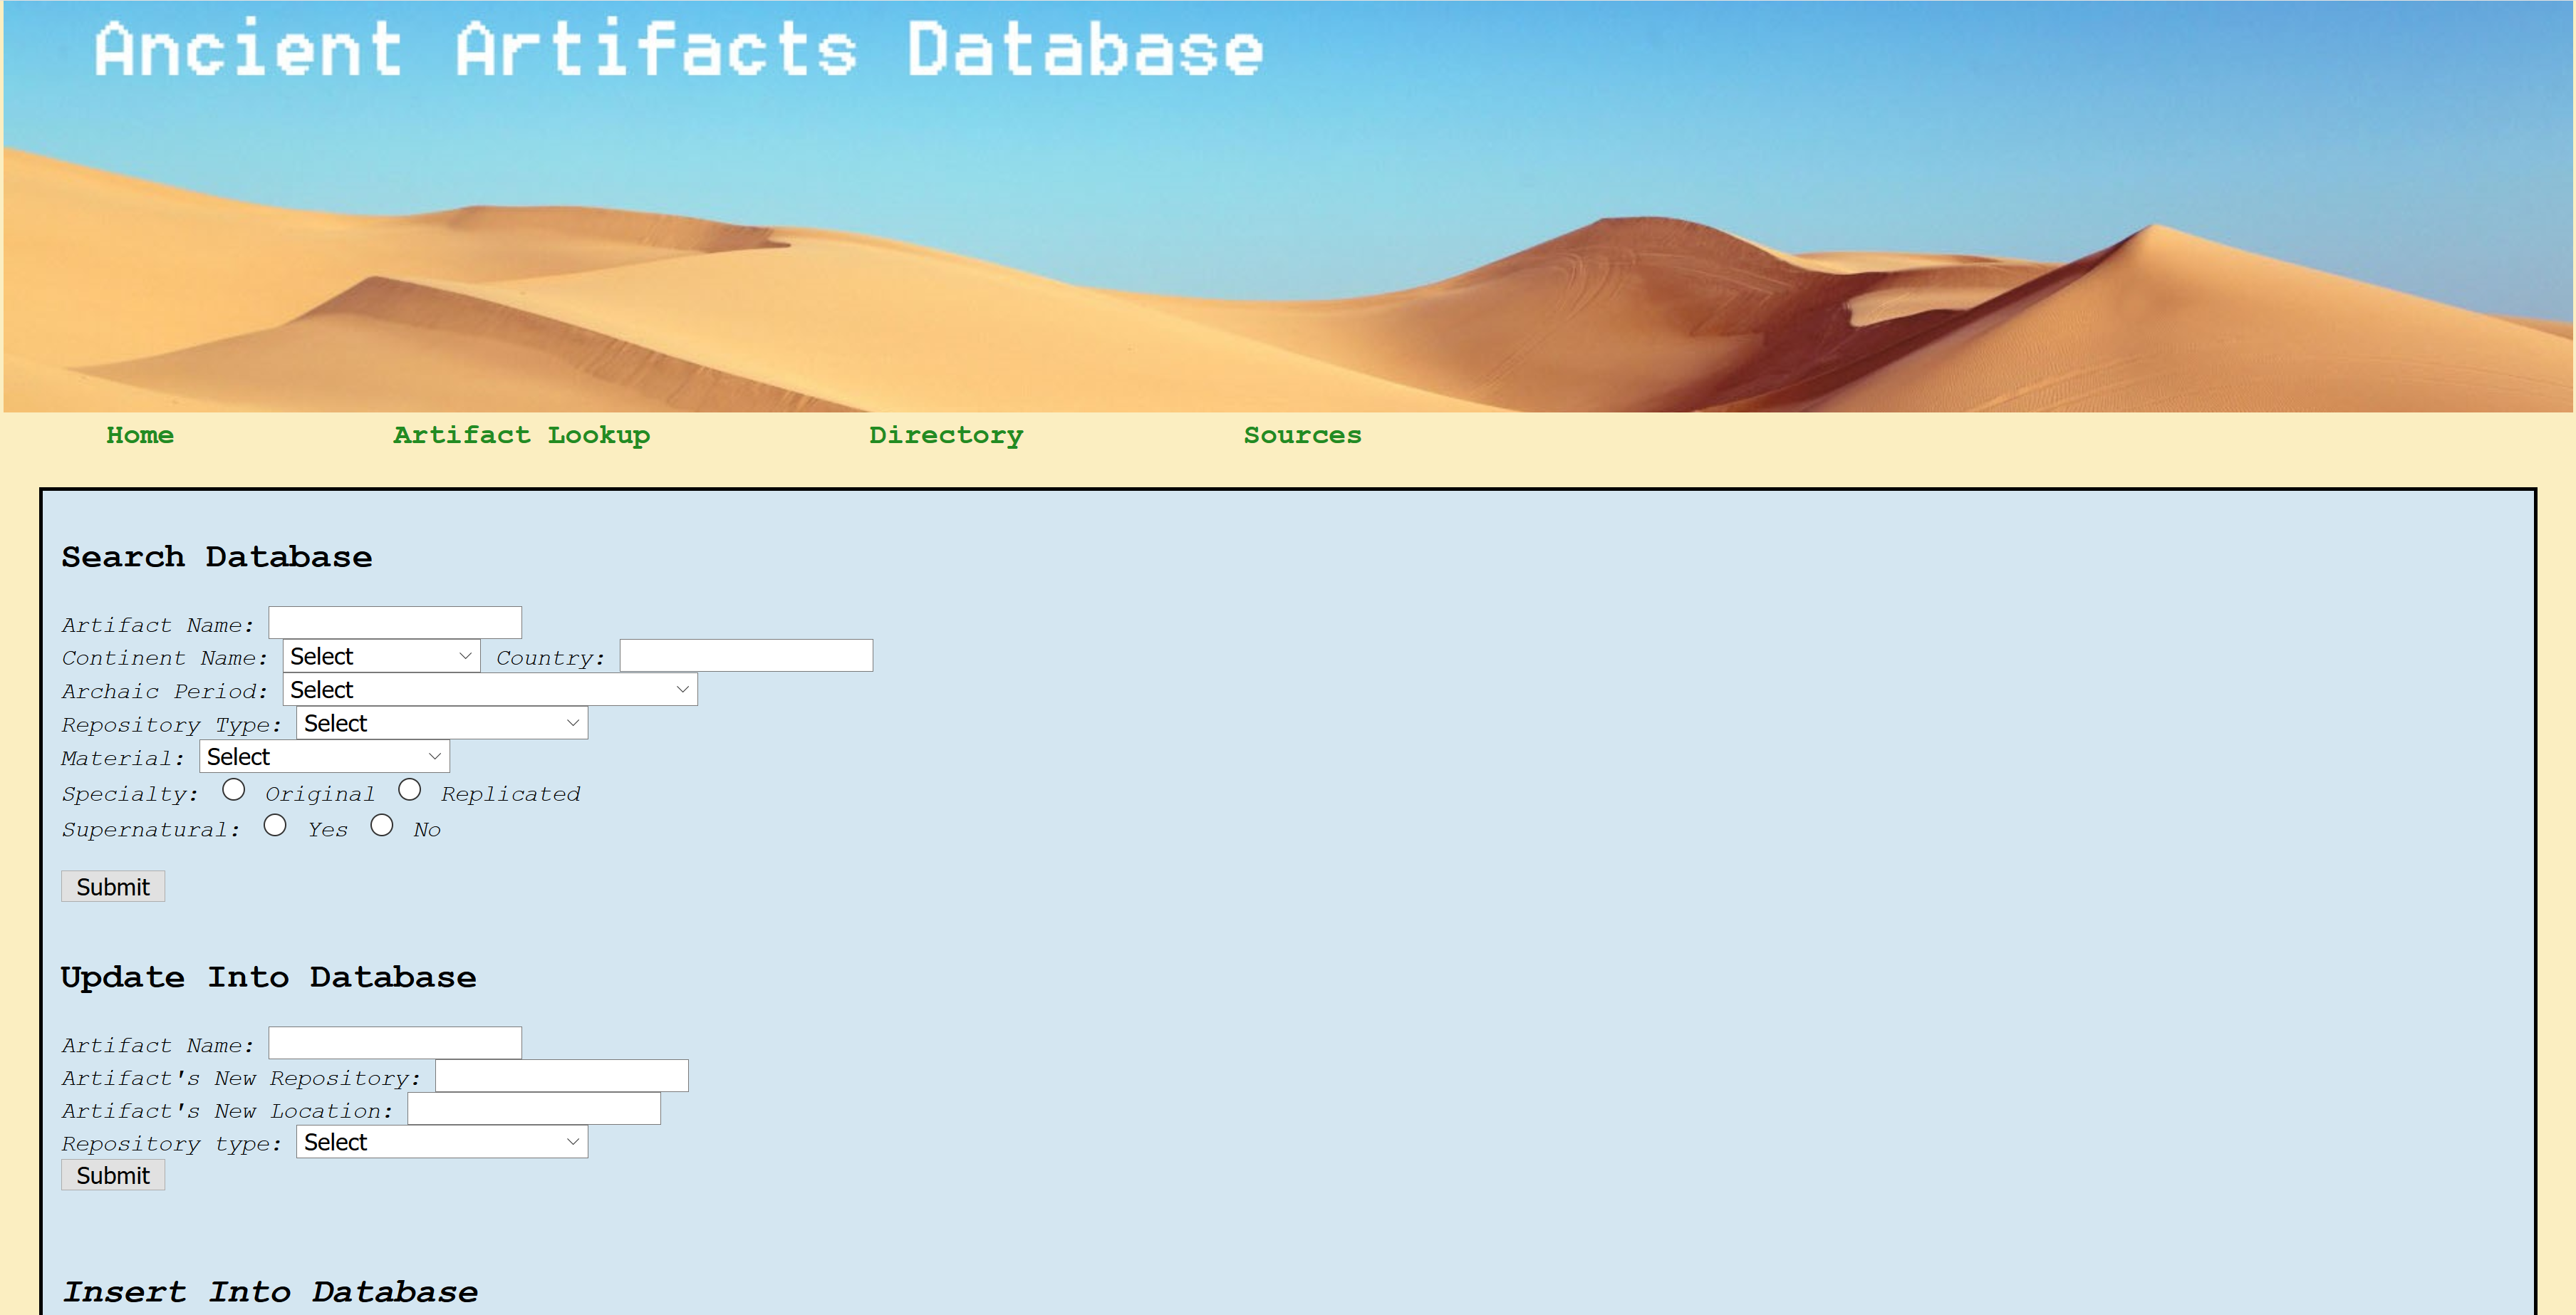 Ancient Artifacts Database
Home Artifact Lookup Directory Sources
Search Database
Artifact Name:
Continent Name: Select Country:
Archaic Period: Select
Repository Type: Select
Material: Select
Specialty: Original Replicated
Supernatural: Yes No
Submit
Update Into Database
Artifact Name:
Artifact's New Repository:
Artifact's New Location:
Repository type: Select
Submit
Insert Into Database